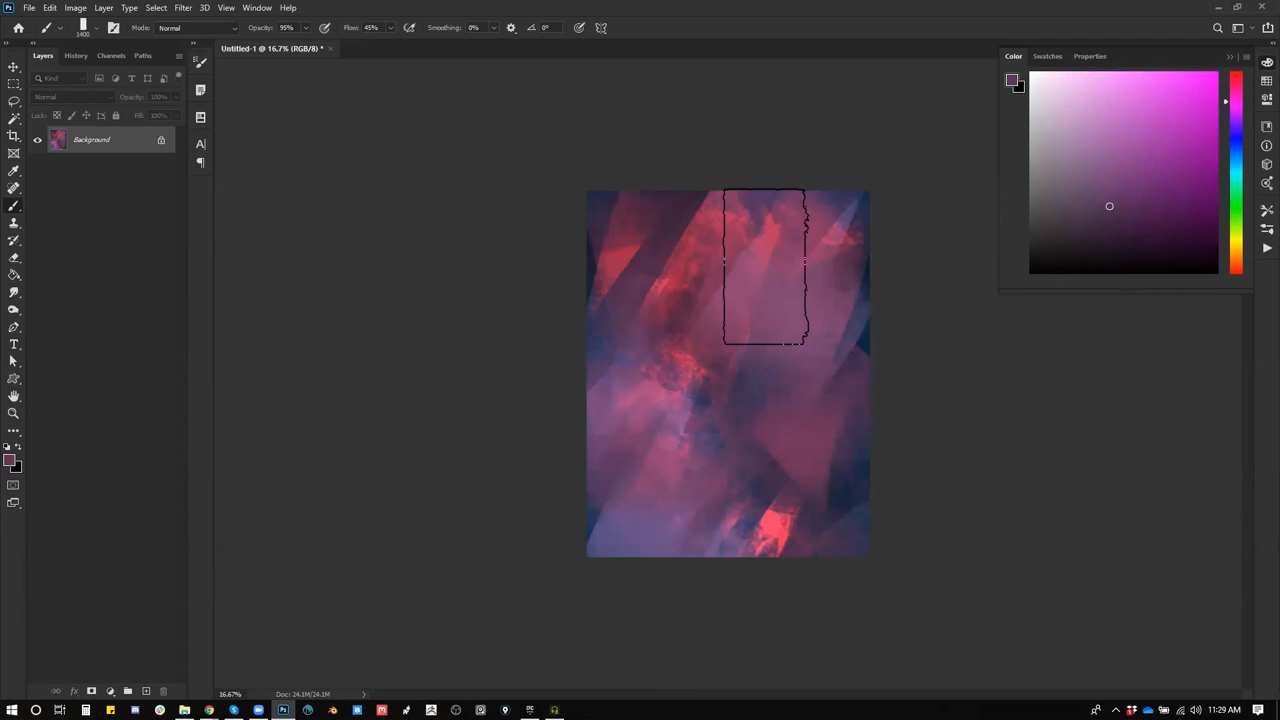 Ps File Edit Image Layer Type Select Filter 3D View Window Help
1400 Mode: Normal Opacity: 95% Flow: 45% Smoothing: 0% 0°
Untitled-1 @ 16.7% (RGB/8) * ×
Layers History Channels Paths
Color Swatches Properties
Kind
Normal Opacity: 100%
Lock: Fill: 100%
Background
A|
fx
16.67% Doc: 24.1M/24.1M
11:29 AM